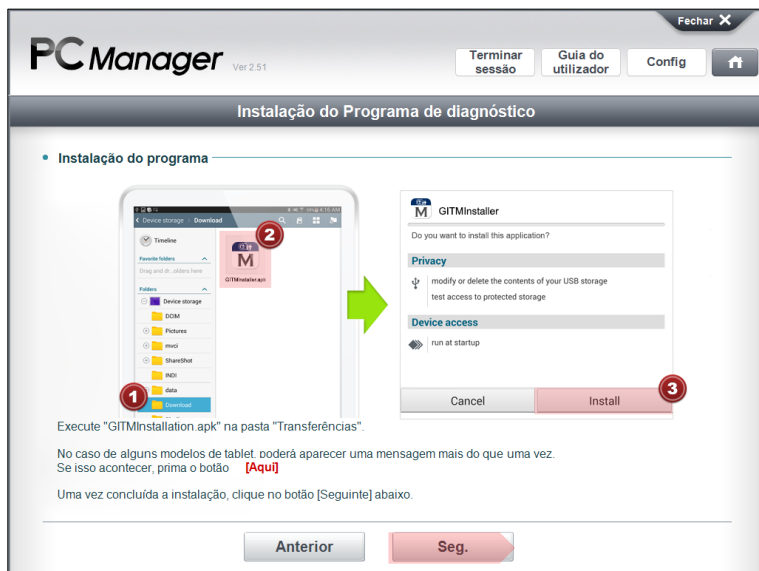 Fechar X
PC Manager Ver 2.51
Terminar sessão
Guia do utilizador
Config
Instalação do Programa de diagnóstico
Instalação do programa
Device storage Download
Timeline
Favorite folders
Drag and dr..olders here
Folders
Device storage
DCIM
Pictures
mvci
ShareShot
INDI
data
Download
1
2
M
GITMInstaller.apk
M GITMInstaller
Do you want to install this application?
Privacy
modify or delete the contents of your USB storage
test access to protected storage
Device access
run at startup
Cancel
Install
3
Execute "GITMInstallation.apk" na pasta "Transferências".
No caso de alguns modelos de tablet, poderá aparecer uma mensagem mais do que uma vez.
Se isso acontecer, prima o botão [Aqui]
Uma vez concluída a instalação, clique no botão [Seguinte] abaixo.
Anterior
Seg.